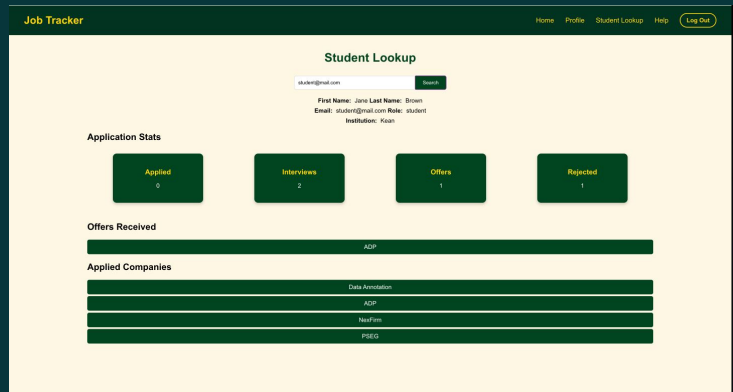 Job Tracker
Home Profile Student Lookup Help Log Out
Student Lookup
student@mail.com Search
First Name: Jane Last Name: Brown
Email: student@mail.com Role: student
Institution: Kean
Application Stats
Applied Interviews Offers Rejected
0 2 1 1
Offers Received
ADP
Applied Companies
Data Annotation
ADP
NexFirm
PSEG